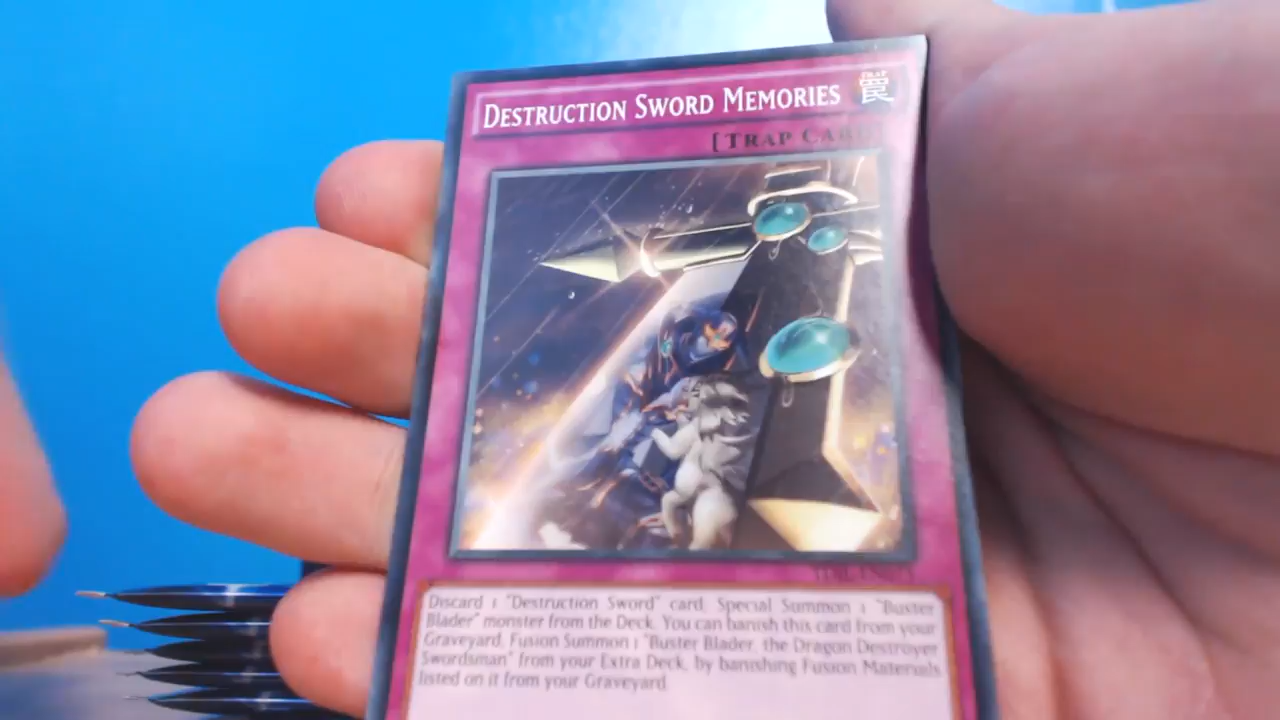 DESTRUCTION SWORD MEMORIES
TRAP
罠
[TRAP CARD]
Discard 1 "Destruction Sword" card, Special Summon 1 "Buster
Blader" monster from the Deck. You can banish this card from your
Graveyard, Fusion Summon 1 "Buster Blader, the Dragon Destroyer
Swordsman" from your Extra Deck, by banishing Fusion Materials
listed on it from your Graveyard.